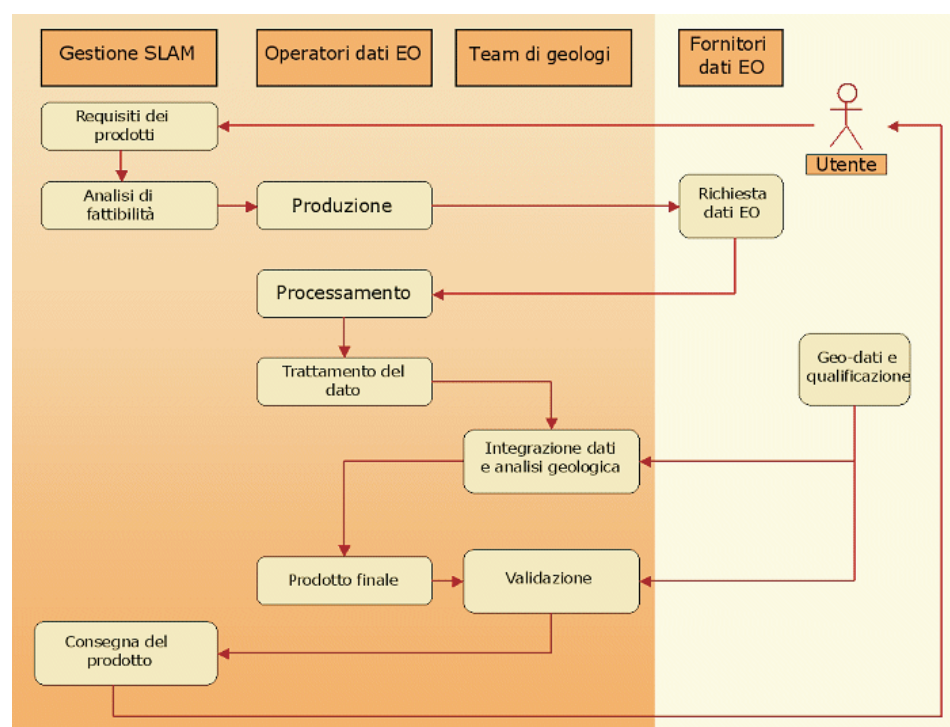 Gestione SLAM
Operatori dati EO
Team di geologi
Fornitori
dati EO
Requisiti dei
prodotti
Utente
Analisi di
fattibilità
Produzione
Richiesta
dati EO
Processamento
Trattamento del
dato
Geo-dati e
qualificazione
Integrazione dati
e analisi geologica
Prodotto finale
Validazione
Consegna del
prodotto